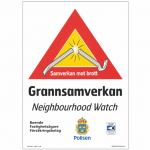 Samverkan mot brott
Grannsamverkan
Neighbourhood Watch
Boende
Fastighetsägare
Försäkringsbolag
Polisen